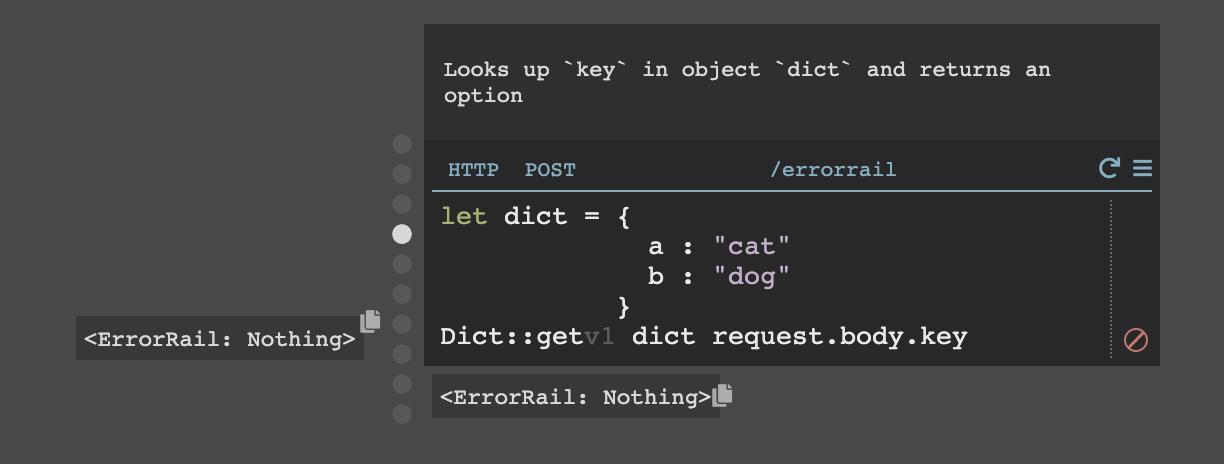 Looks up `key` in object `dict` and returns an
option
HTTP POST /errorrail
let dict = {
a : "cat"
b : "dog"
}
Dict::getv1 dict request.body.key
<ErrorRail: Nothing>
<ErrorRail: Nothing>